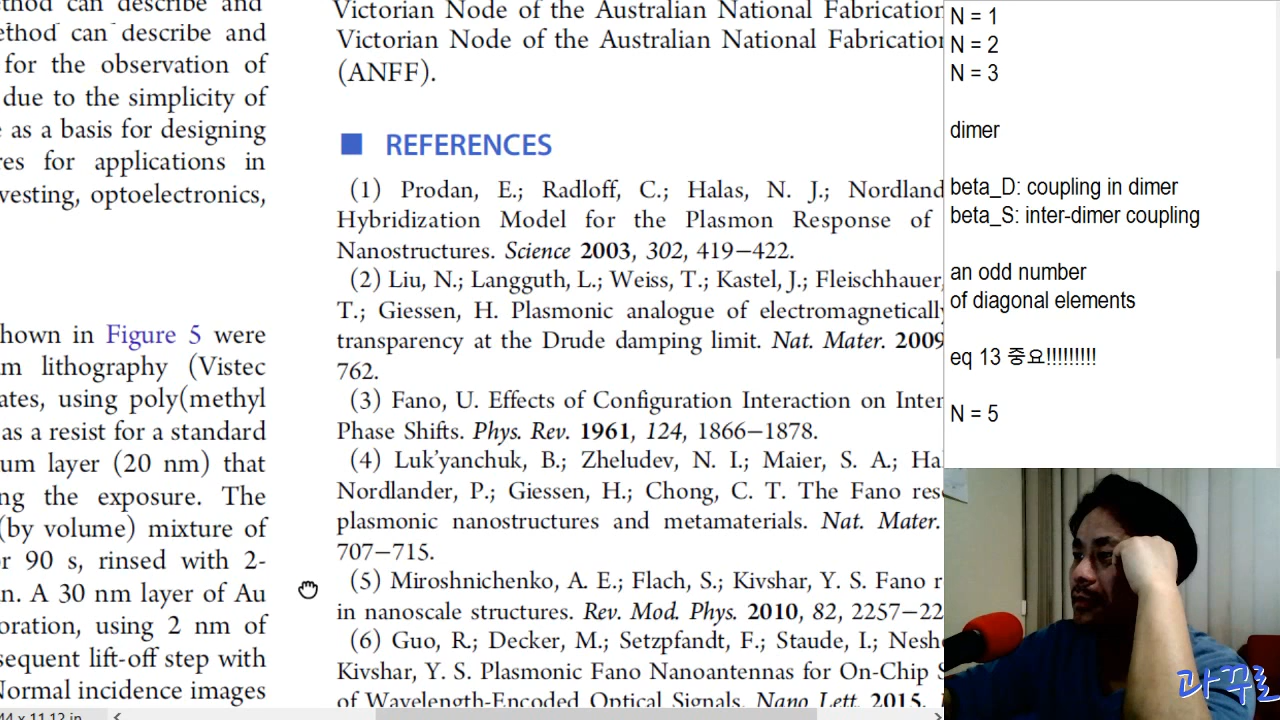 ethod can describe and
ethod can describe and
for the observation of
due to the simplicity of
e as a basis for designing
res for applications in
vesting, optoelectronics,
hown in Figure 5 were
m lithography (Vistec
ates, using poly(methyl
as a resist for a standard
um layer (20 nm) that
ng the exposure. The
(by volume) mixture of
or 90 s, rinsed with 2-
n. A 30 nm layer of Au
oration, using 2 nm of
sequent lift-off step with
Normal incidence images
44 x 11.12 in
Victorian Node of the Australian National Fabrication
Victorian Node of the Australian National Fabrication
(ANFF).
■ REFERENCES
(1) Prodan, E.; Radloff, C.; Halas, N. J.; Nordland
Hybridization Model for the Plasmon Response of
Nanostructures. Science 2003, 302, 419−422.
(2) Liu, N.; Langguth, L.; Weiss, T.; Kastel, J.; Fleischhauer,
T.; Giessen, H. Plasmonic analogue of electromagnetically
transparency at the Drude damping limit. Nat. Mater. 2009
762.
(3) Fano, U. Effects of Configuration Interaction on Inten
Phase Shifts. Phys. Rev. 1961, 124, 1866−1878.
(4) Luk'yanchuk, B.; Zheludev, N. I.; Maier, S. A.; Hal
Nordlander, P.; Giessen, H.; Chong, C. T. The Fano res
plasmonic nanostructures and metamaterials. Nat. Mater.
707−715.
(5) Miroshnichenko, A. E.; Flach, S.; Kivshar, Y. S. Fano r
in nanoscale structures. Rev. Mod. Phys. 2010, 82, 2257−22
(6) Guo, R.; Decker, M.; Setzpfandt, F.; Staude, I.; Neshe
Kivshar, Y. S. Plasmonic Fano Nanoantennas for On-Chip S
of Wavelength-Encoded Optical Signals. Nano Lett. 2015,
N = 1
N = 2
N = 3
dimer
beta_D: coupling in dimer
beta_S: inter-dimer coupling
an odd number
of diagonal elements
eq 13 중요!!!!!!!!!
N = 5
과꾸로